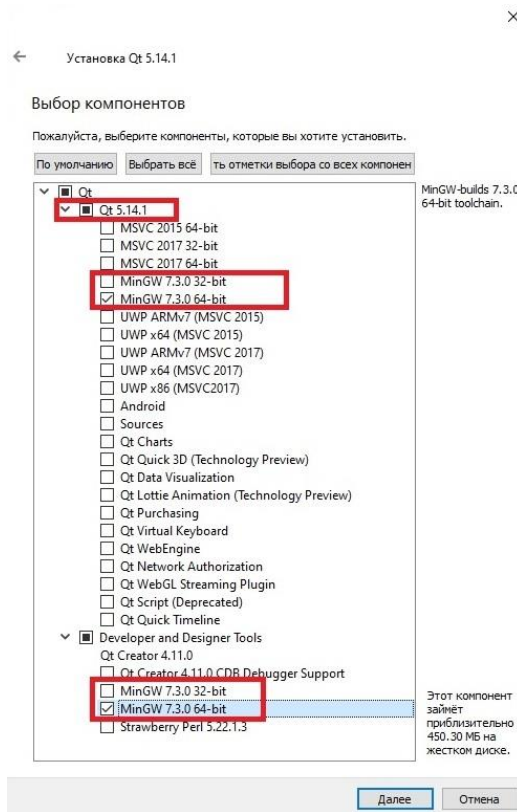 Установка Qt 5.14.1
Выбор компонентов
Пожалуйста, выберите компоненты, которые вы хотите установить.
По умолчанию Выбрать всё ть отметки выбора со всех компонен
Qt
Qt 5.14.1
MSVC 2015 64-bit
MSVC 2017 32-bit
MSVC 2017 64-bit
MinGW 7.3.0 32-bit
MinGW 7.3.0 64-bit
UWP ARMv7 (MSVC 2015)
UWP x64 (MSVC 2015)
UWP ARMv7 (MSVC 2017)
UWP x64 (MSVC 2017)
UWP x86 (MSVC2017)
Android
Sources
Qt Charts
Qt Quick 3D (Technology Preview)
Qt Data Visualization
Qt Lottie Animation (Technology Preview)
Qt Purchasing
Qt Virtual Keyboard
Qt WebEngine
Qt Network Authorization
Qt WebGL Streaming Plugin
Qt Script (Deprecated)
Qt Quick Timeline
Developer and Designer Tools
Qt Creator 4.11.0
Qt Creator 4.11.0 CDB Debugger Support
MinGW 7.3.0 32-bit
MinGW 7.3.0 64-bit
Strawberry Perl 5.22.1.3
MinGW-builds 7.3.0
64-bit toolchain.
Этот компонент
займёт
приблизительно
450.30 МБ на
жестком диске.
Далее Отмена